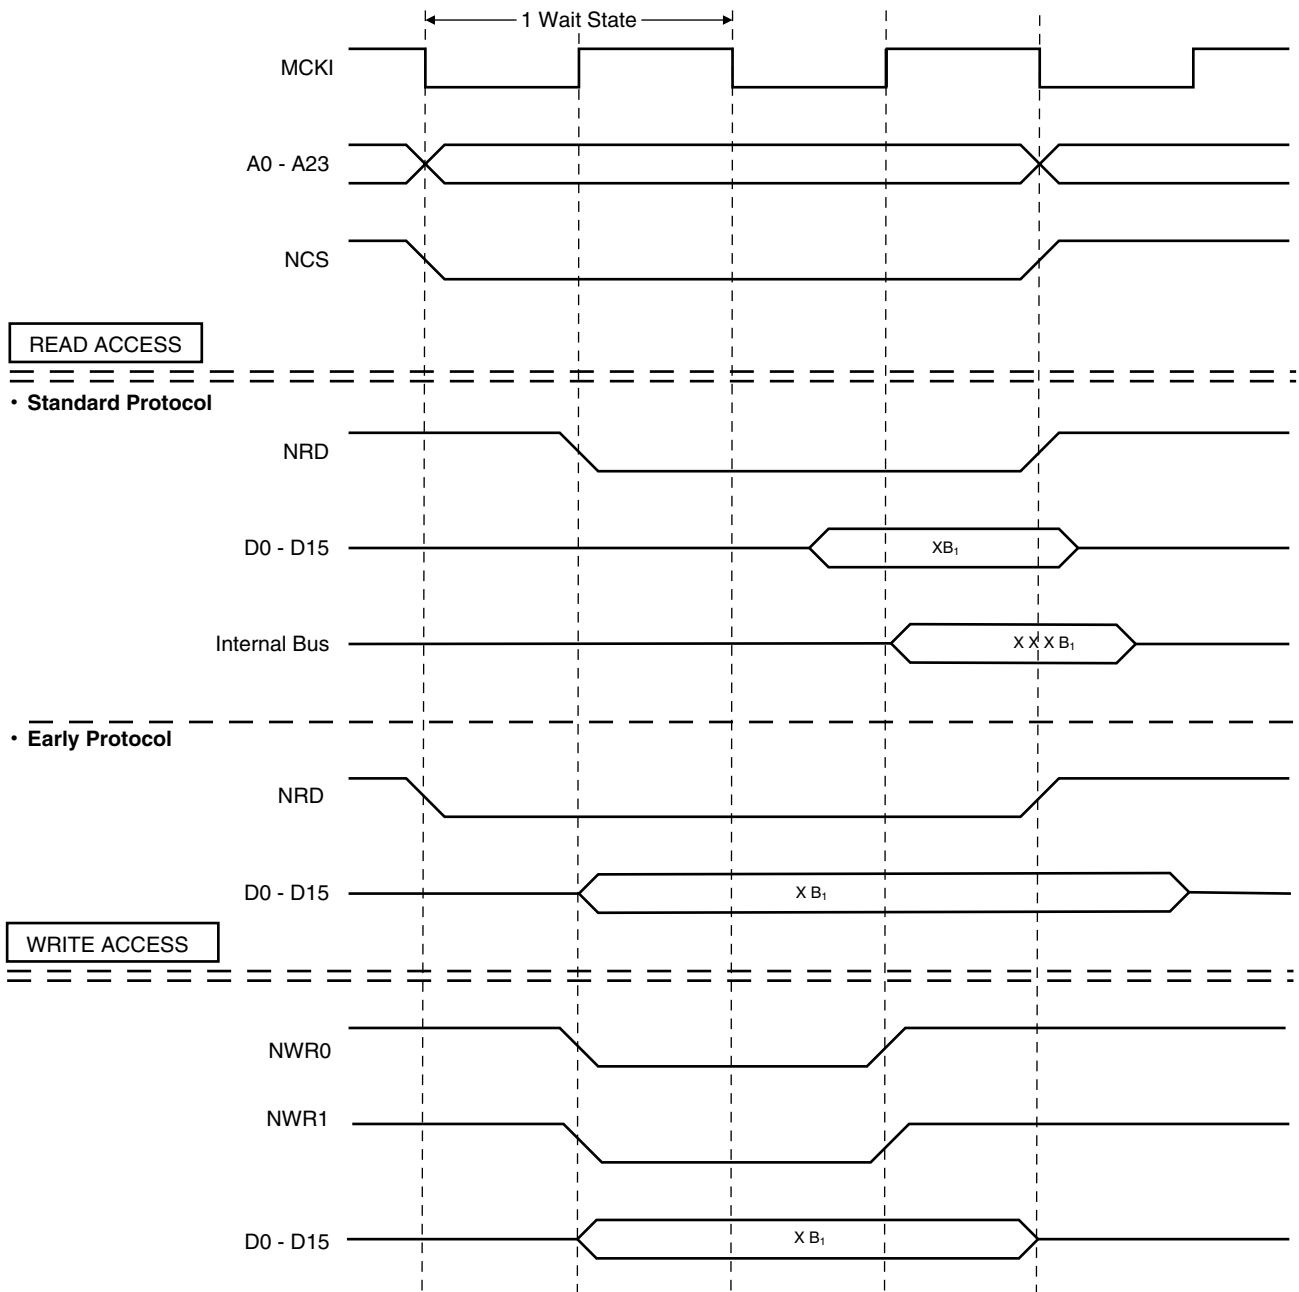 1 Wait State
MCKI
A0 - A23
NCS
READ ACCESS
• Standard Protocol
NRD
D0 - D15
XB₁
Internal Bus
X X X B₁
• Early Protocol
NRD
D0 - D15
X B₁
WRITE ACCESS
NWR0
NWR1
D0 - D15
X B₁